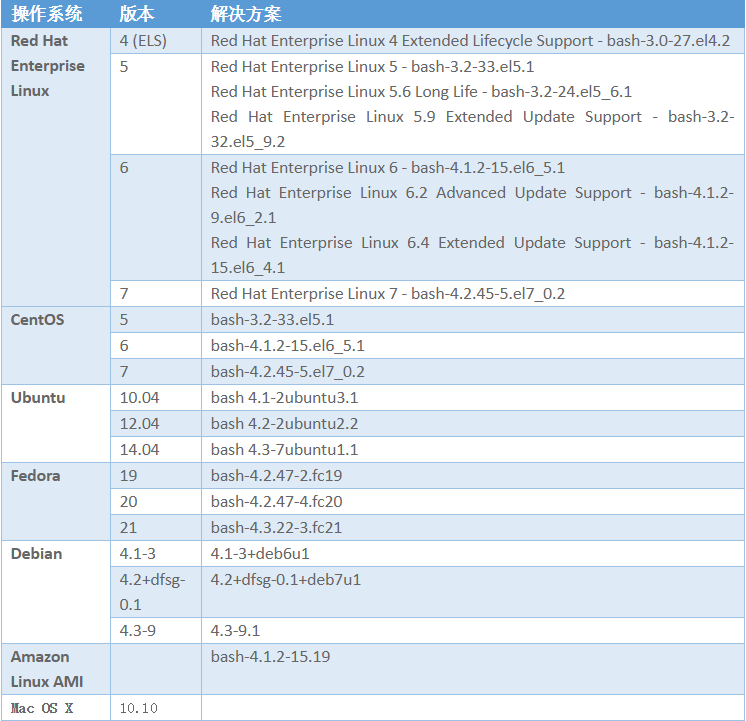 操作系统 版本 解决方案
Red Hat 4 (ELS) Red Hat Enterprise Linux 4 Extended Lifecycle Support - bash-3.0-27.el4.2
Enterprise 5 Red Hat Enterprise Linux 5 - bash-3.2-33.el5.1
Linux Red Hat Enterprise Linux 5.6 Long Life - bash-3.2-24.el5_6.1
Red Hat Enterprise Linux 5.9 Extended Update Support - bash-3.2-
32.el5_9.2
6 Red Hat Enterprise Linux 6 - bash-4.1.2-15.el6_5.1
Red Hat Enterprise Linux 6.2 Advanced Update Support - bash-4.1.2-
9.el6_2.1
Red Hat Enterprise Linux 6.4 Extended Update Support - bash-4.1.2-
15.el6_4.1
7 Red Hat Enterprise Linux 7 - bash-4.2.45-5.el7_0.2
CentOS 5 bash-3.2-33.el5.1
6 bash-4.1.2-15.el6_5.1
7 bash-4.2.45-5.el7_0.2
Ubuntu 10.04 bash 4.1-2ubuntu3.1
12.04 bash 4.2-2ubuntu2.2
14.04 bash 4.3-7ubuntu1.1
Fedora 19 bash-4.2.47-2.fc19
20 bash-4.2.47-4.fc20
21 bash-4.3.22-3.fc21
Debian 4.1-3 4.1-3+deb6u1
4.2+dfsg- 4.2+dfsg-0.1+deb7u1
0.1
4.3-9 4.3-9.1
Amazon bash-4.1.2-15.19
Linux AMI
Mac OS X 10.10